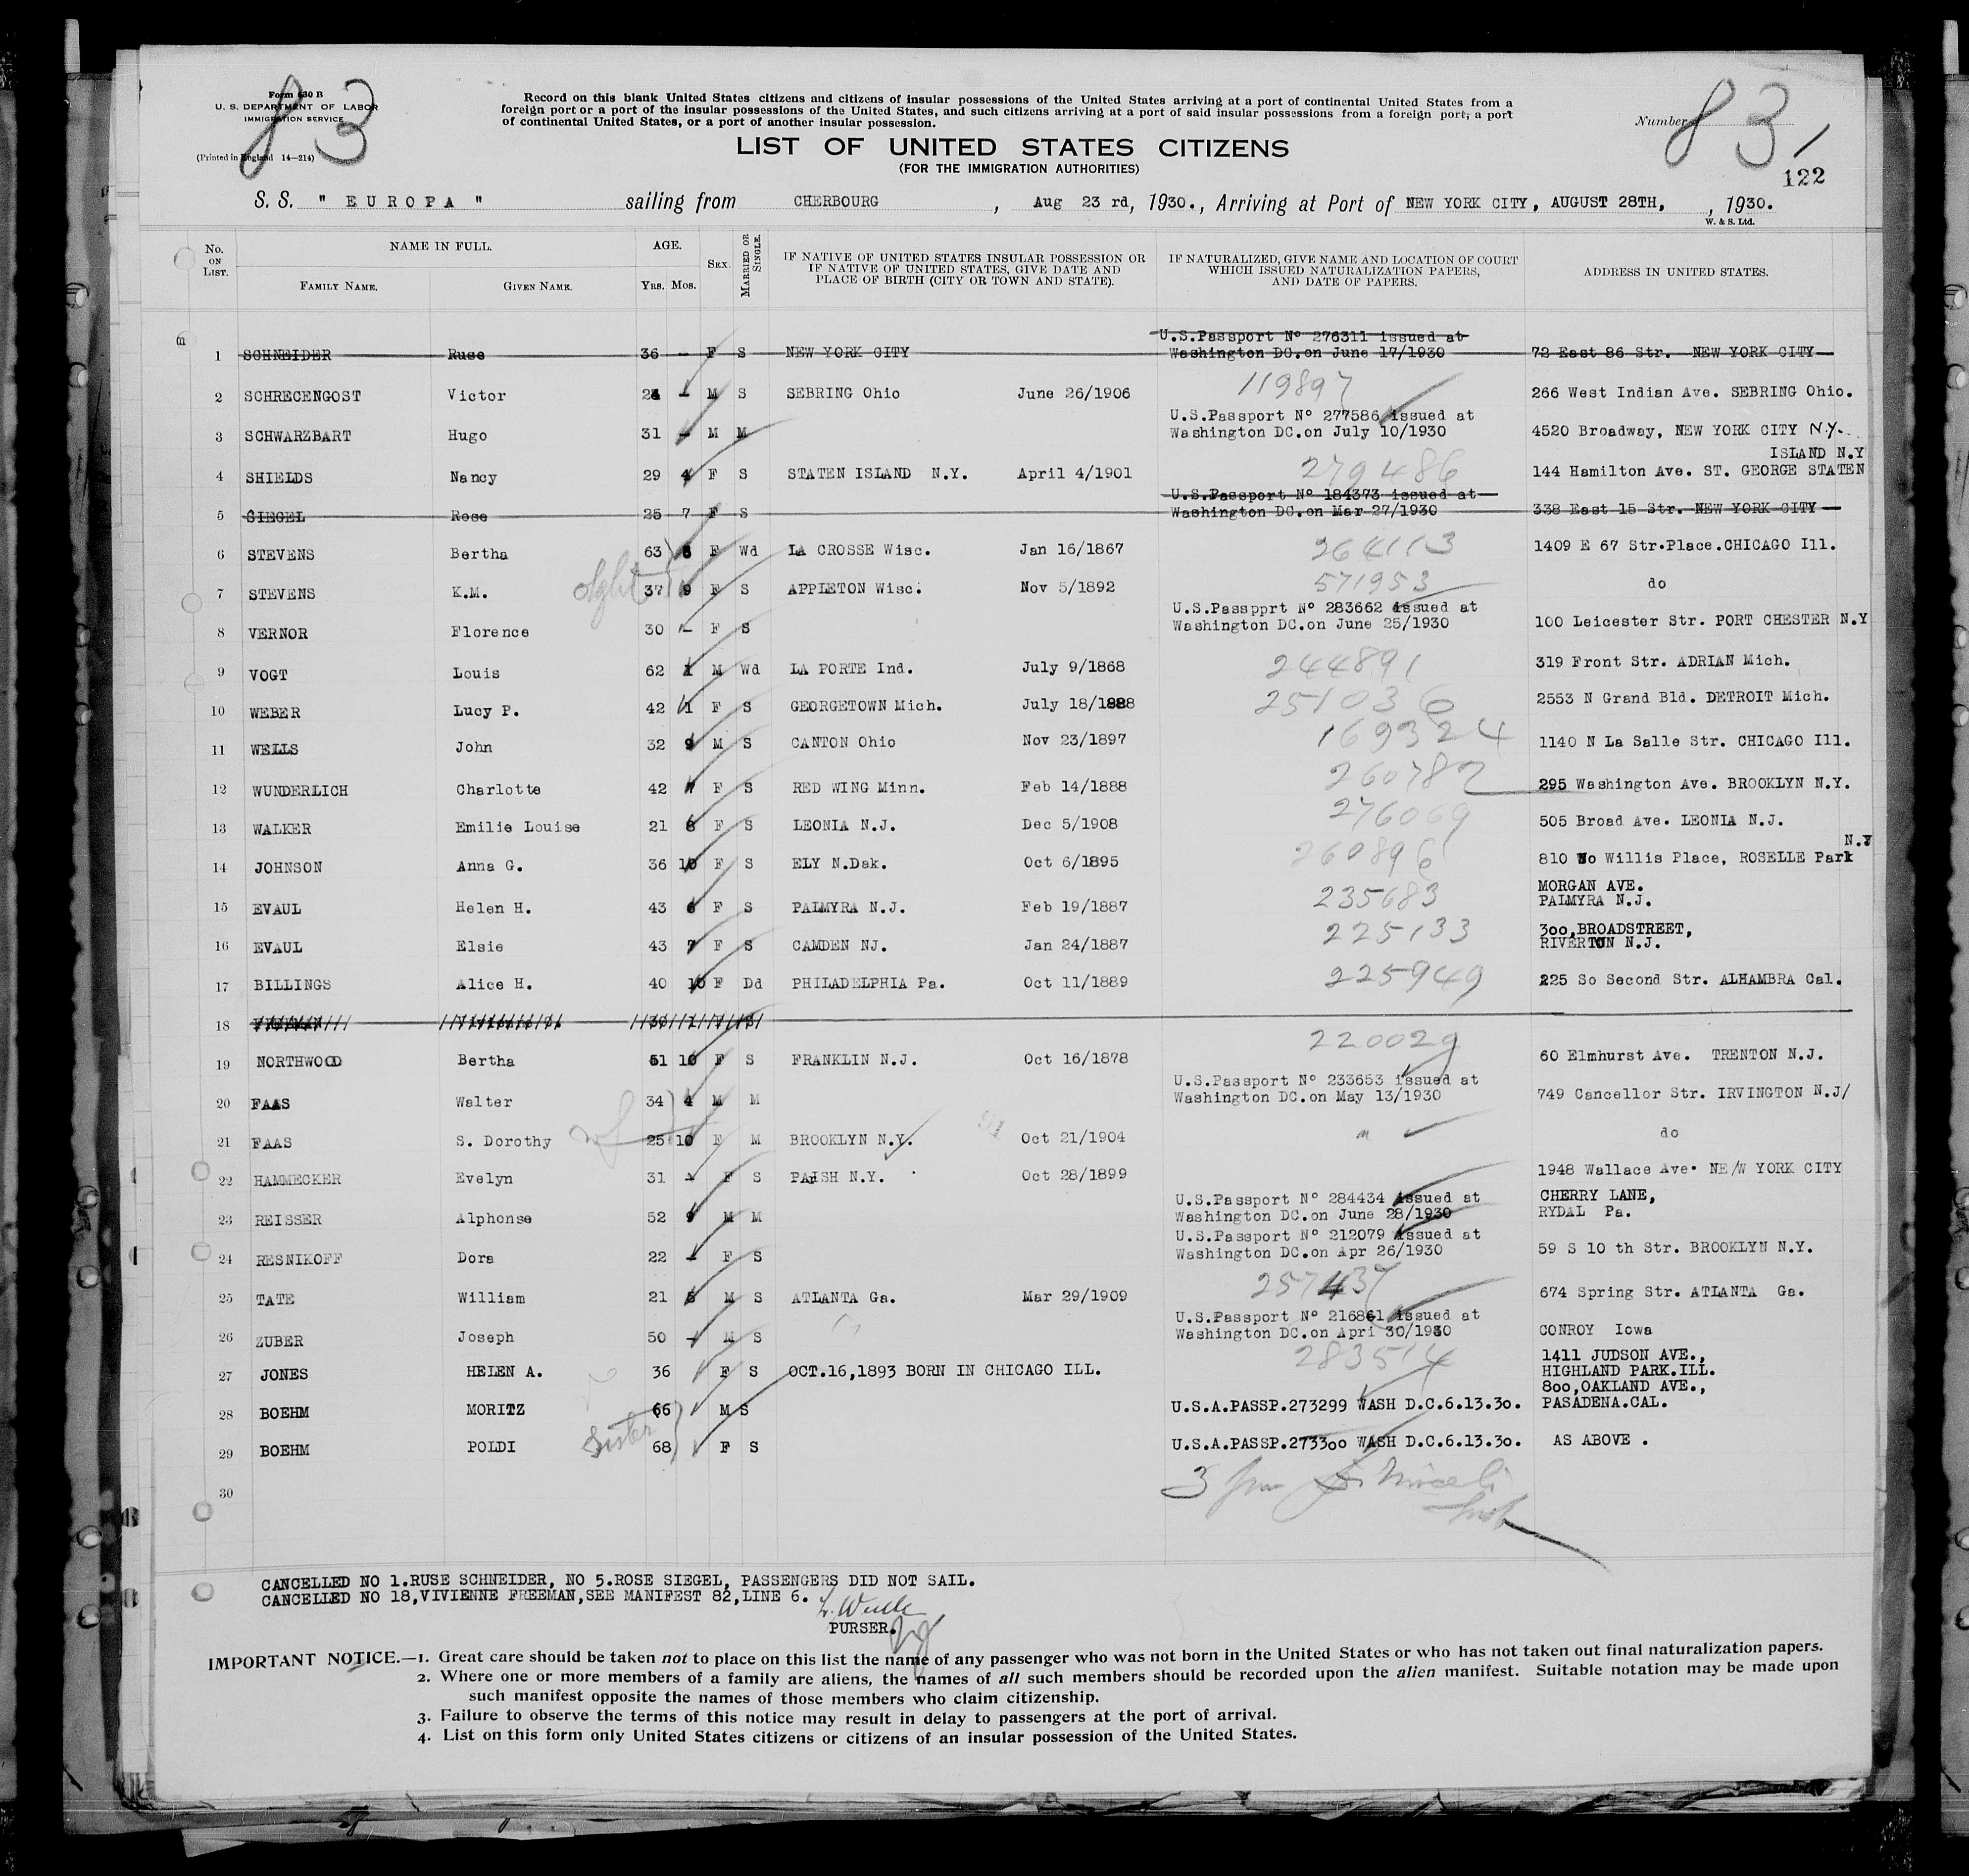 83
Form 630 B
U. S. DEPARTMENT OF LABOR
IMMIGRATION SERVICE
(Printed in England 14—214)
Record on this blank United States citizens and citizens of insular possessions of the United States arriving at a port of continental United States from a
foreign port or a port of the insular possessions of the United States, and such citizens arriving at a port of said insular possessions from a foreign port, a port
of continental United States, or a port of another insular possession.
Number 83
122
LIST OF UNITED STATES CITIZENS
(FOR THE IMMIGRATION AUTHORITIES)
S. S. " EUROPA " sailing from CHERBOURG , Aug 23 rd, 1930., Arriving at Port of NEW YORK CITY, AUGUST 28TH, , 1930.
W. & S. Ltd.
No. ON LIST. NAME IN FULL. FAMILY NAME. GIVEN NAME. AGE. YRS. MOS. SEX. MARRIED OR SINGLE. IF NATIVE OF UNITED STATES INSULAR POSSESSION OR IF NATIVE OF UNITED STATES, GIVE DATE AND PLACE OF BIRTH (CITY OR TOWN AND STATE). IF NATURALIZED, GIVE NAME AND LOCATION OF COURT WHICH ISSUED NATURALIZATION PAPERS, AND DATE OF PAPERS. ADDRESS IN UNITED STATES.
1 SCHNEIDER Ruse 36 - F S NEW YORK CITY U.S.Passport Nº 276311 issued at Washington DC.on June 17/1930 72 East 86 Str. NEW YORK CITY
2 SCHRECENGOST Victor 24 - M S SEBRING Ohio June 26/1906 119897 266 West Indian Ave. SEBRING Ohio.
3 SCHWARZBART Hugo 31 - M M U.S.Passport Nº 277586 issued at Washington DC.on July 10/1930 4520 Broadway, NEW YORK CITY N.Y.
4 SHIELDS Nancy 29 4 F S STATEN ISLAND N.Y. April 4/1901 279486 144 Hamilton Ave. ST. GEORGE STATEN ISLAND N.Y
5 SIEGEL Rose 25 7 F S U.S.Passport Nº 184373 issued at Washington DC.on Mar 27/1930 338 East 15 Str. NEW YORK CITY
6 STEVENS Bertha 63 6 F Wd LA CROSSE Wisc. Jan 16/1867 264113 1409 E 67 Str.Place.CHICAGO Ill.
7 STEVENS K.M. 37 9 F S APPLETON Wisc. Nov 5/1892 571953 do
8 VERNOR Florence 30 - F S U.S.Passpprt Nº 283662 issued at Washington DC.on June 25/1930 100 Leicester Str. PORT CHESTER N.Y
9 VOGT Louis 62 1 M Wd LA PORTE Ind. July 9/1868 244891 319 Front Str. ADRIAN Mich.
10 WEBER Lucy P. 42 1 F S GEORGETOWN Mich. July 18/1888 251036 2553 N Grand Bld. DETROIT Mich.
11 WELLS John 32 9 M S CANTON Ohio Nov 23/1897 169324 1140 N La Salle Str. CHICAGO Ill.
12 WUNDERLICH Charlotte 42 F S RED WING Minn. Feb 14/1888 260782 295 Washington Ave. BROOKLYN N.Y.
13 WALKER Emilie Louise 21 8 F S LEONIA N.J. Dec 5/1908 276069 505 Broad Ave. LEONIA N.J.
14 JOHNSON Anna G. 36 10 F S ELY N.Dak. Oct 6/1895 260896 810 Wo Willis Place, ROSELLE Park N.J
15 EVAUL Helen H. 43 6 F S PALMYRA N.J. Feb 19/1887 235683 MORGAN AVE. PALMYRA N.J.
16 EVAUL Elsie 43 7 F S CAMDEN NJ. Jan 24/1887 225133 300,BROADSTREET, RIVERTON N.J.
17 BILLINGS Alice H. 40 10 F Dd PHILADELPHIA Pa. Oct 11/1889 225949 225 So Second Str. ALHAMBRA Cal.
18
19 NORTHWOOD Bertha 51 10 F S FRANKLIN N.J. Oct 16/1878 220029 60 Elmhurst Ave. TRENTON N.J.
20 FAAS Walter 34 4 M M U.S.Passport Nº 233653 issued at Washington DC.on May 13/1930 749 Cancellor Str. IRVINGTON N.J/
21 FAAS S. Dorothy 25 10 F M BROOKLYN N.Y. Oct 21/1904 do
22 HAMMECKER Evelyn 31 - F S PARISH N.Y. Oct 28/1899 1948 Wallace Ave. NE/W YORK CITY
23 REISSER Alphonse 52 9 M M U.S.Passport Nº 284434 issued at Washington DC.on June 28/1930 CHERRY LANE, RYDAL Pa.
24 RESNIKOFF Dora 22 - F S U.S.Passport Nº 212079 issued at Washington DC.on Apr 26/1930 59 S 10 th Str. BROOKLYN N.Y.
25 TATE William 21 5 M S ATLANTA Ga. Mar 29/1909 257437 674 Spring Str. ATLANTA Ga.
26 ZUBER Joseph 50 - M S U.S.Passport Nº 216861 issued at Washington DC.on Apri 30/1930 CONROY Iowa
27 JONES HELEN A. 36 F S OCT.16,1893 BORN IN CHICAGO ILL. 283514 1411 JUDSON AVE., HIGHLAND PARK.ILL.
28 BOEHM MORITZ 66 M S U.S.A.PASSP.273299 WASH D.C.6.13.30. 800,OAKLAND AVE., PASADENA.CAL.
29 BOEHM POLDI sister 68 F S U.S.A.PASSP.273300 WASH D.C.6.13.30. AS ABOVE .
30
CANCELLED NO 1.RUSE SCHNEIDER, NO 5.ROSE SIEGEL, PASSENGERS DID NOT SAIL.
CANCELLED NO 18,VIVIENNE FREEMAN,SEE MANIFEST 82,LINE 6.
PURSER.
IMPORTANT NOTICE.—1. Great care should be taken not to place on this list the name of any passenger who was not born in the United States or who has not taken out final naturalization papers.
2. Where one or more members of a family are aliens, the names of all such members should be recorded upon the alien manifest. Suitable notation may be made upon
such manifest opposite the names of those members who claim citizenship.
3. Failure to observe the terms of this notice may result in delay to passengers at the port of arrival.
4. List on this form only United States citizens or citizens of an insular possession of the United States.